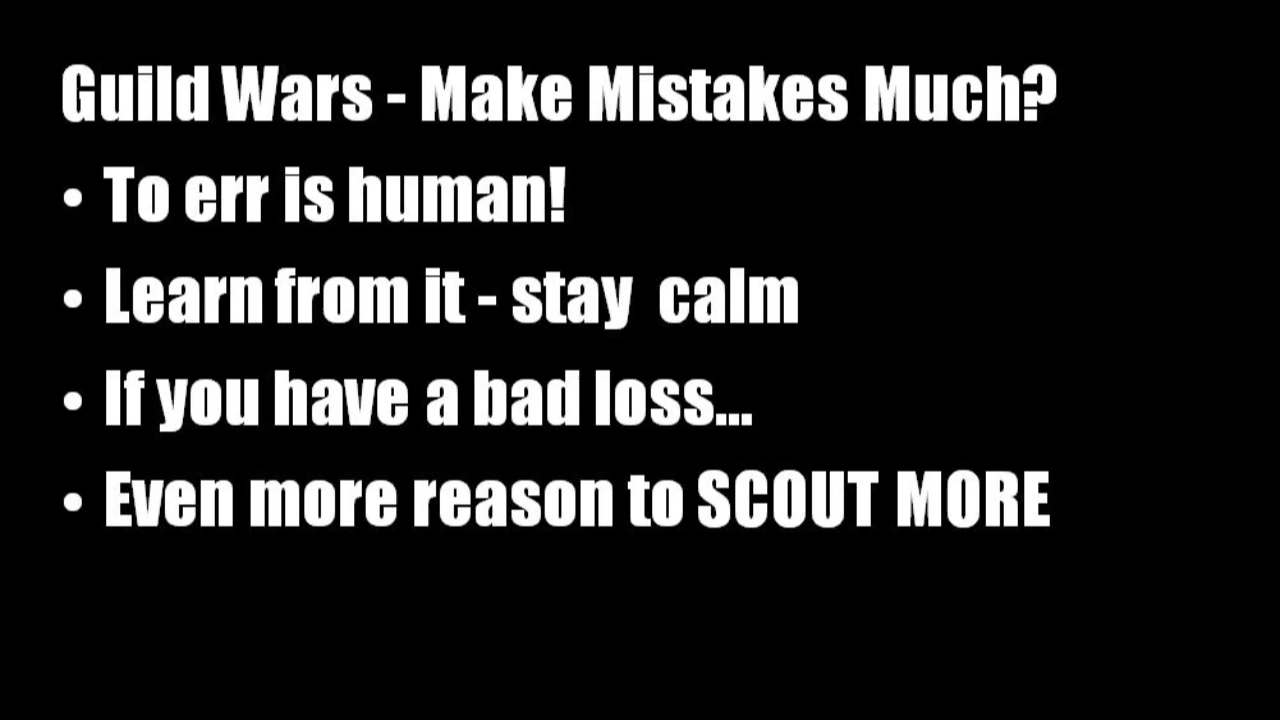 Guild Wars - Make Mistakes Much?
• To err is human!
• Learn from it - stay  calm
• If you have a bad loss...
• Even more reason to SCOUT MORE